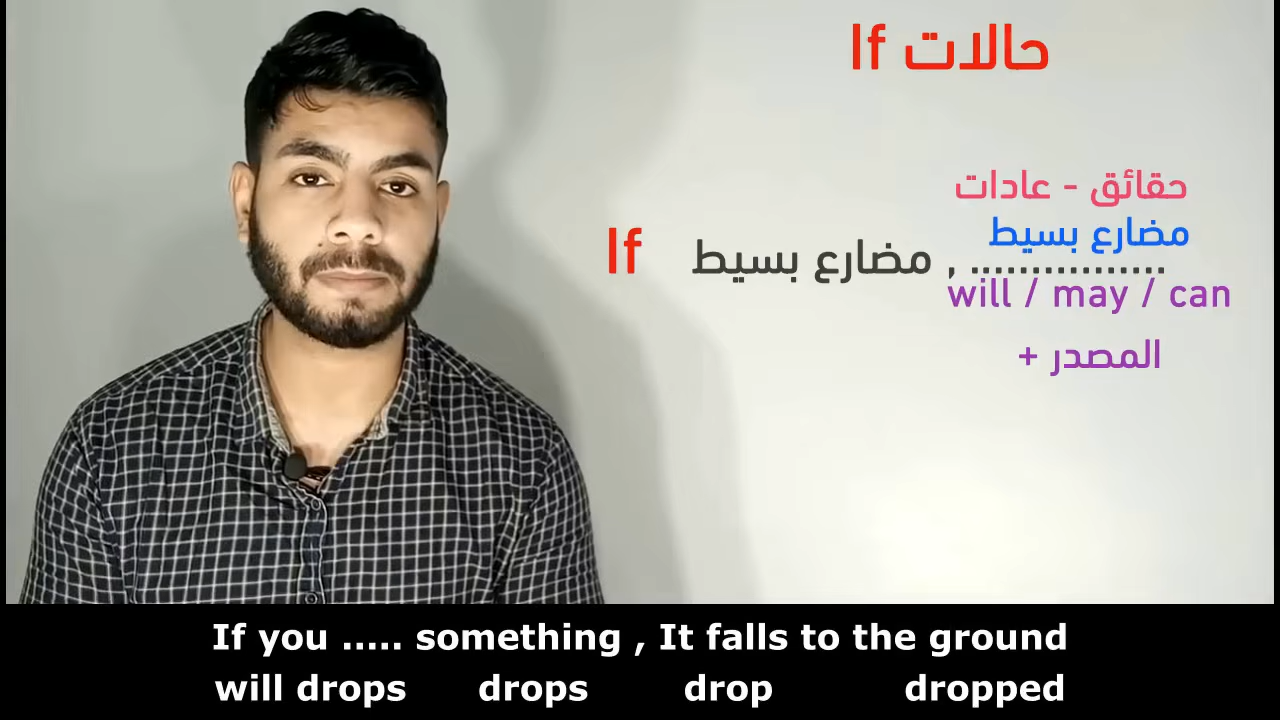 حالات If
حقائق - عادات
مضارع بسيط
If مضارع بسيط , ................
will / may / can
+ المصدر
If you ..... something , It falls to the ground
will drops drops drop dropped